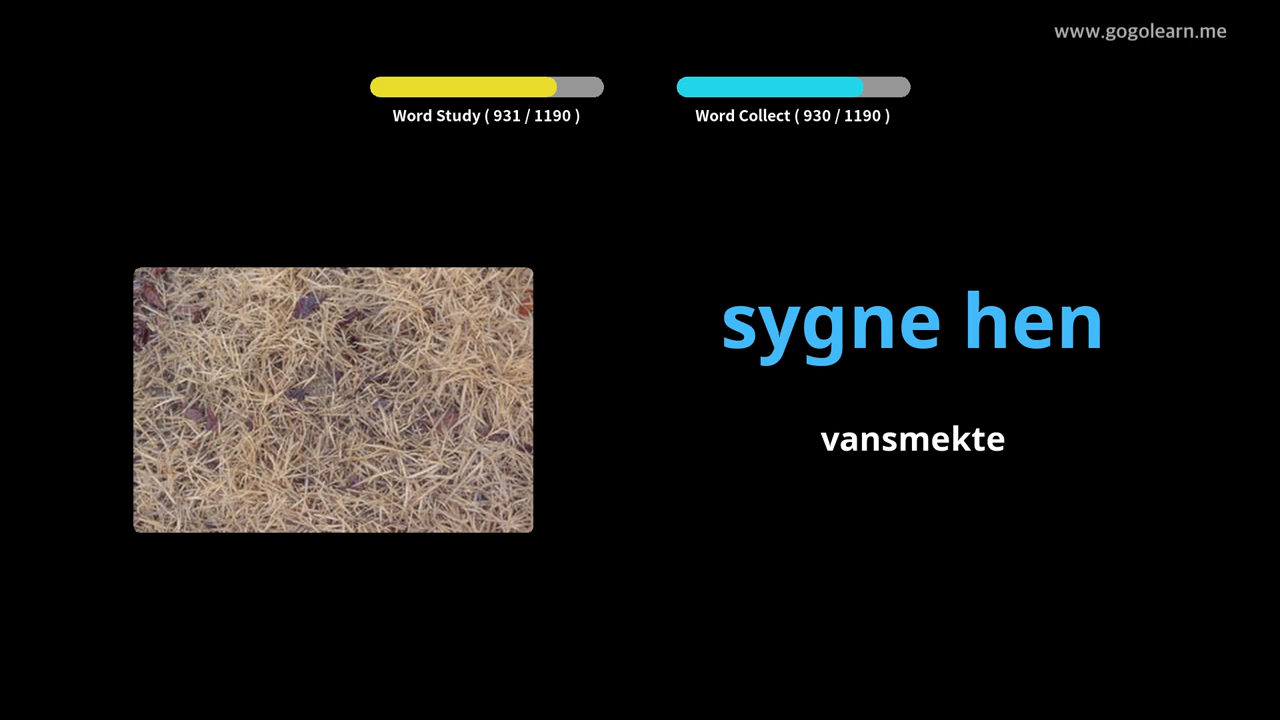 www.gogolearn.me
Word Study ( 931 / 1190 )
Word Collect ( 930 / 1190 )
sygne hen
vansmekte